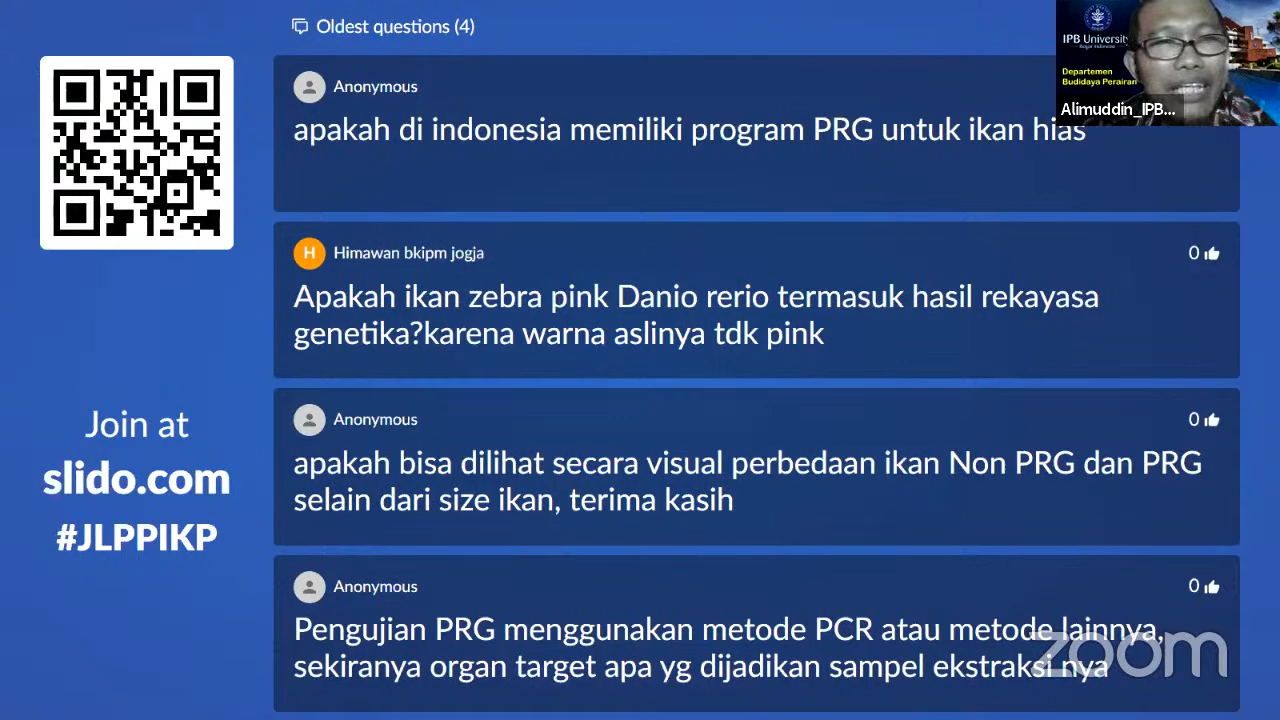 Oldest questions (4)
Anonymous
apakah di indonesia memiliki program PRG untuk ikan hias
H
Himawan bkipm jogja
0
Apakah ikan zebra pink Danio rerio termasuk hasil rekayasa
genetika?karena warna aslinya tdk pink
Anonymous
0
apakah bisa dilihat secara visual perbedaan ikan Non PRG dan PRG
selain dari size ikan, terima kasih
Anonymous
0
Pengujian PRG menggunakan metode PCR atau metode lainnya,
sekiranya organ target apa yg dijadikan sampel ekstraksi nya
Join at
slido.com
#JLPPIKP
IPB University
Bogor Indonesia
Departemen
Budidaya Perairan
Alimuddin_IPB...
zoom